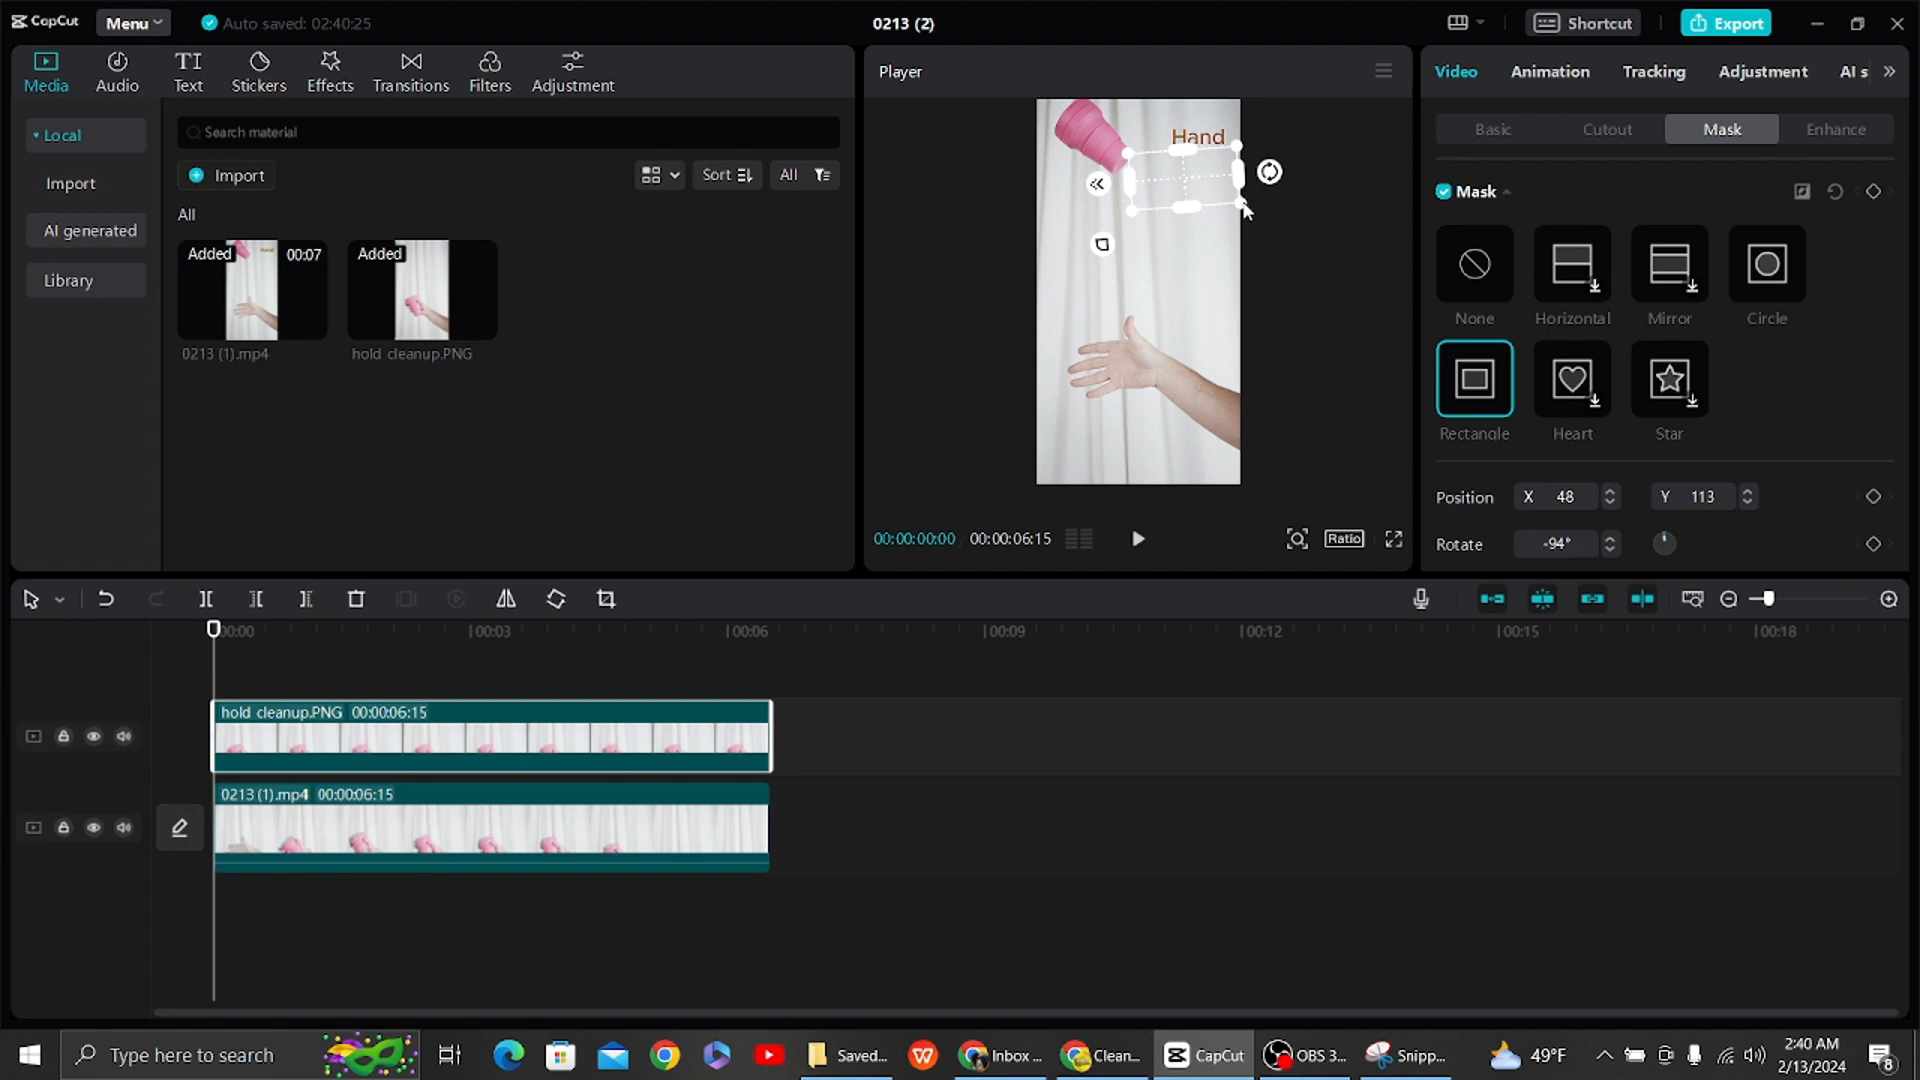 CapCut
Menu
Auto saved: 02:40:25
0213 (2)
Shortcut
Export
Media
Audio
Text
Stickers
Effects
Transitions
Filters
Adjustment
Local
Import
AI generated
Library
Search material
Import
Sort
All
All
Added
00:07
0213 (1).mp4
Added
hold cleanup.PNG
Player
Hand
00:00:00:00
00:00:06:15
Ratio
Video
Animation
Tracking
Adjustment
AI s
Basic
Cutout
Mask
Enhance
Mask
None
Horizontal
Mirror
Circle
Rectangle
Heart
Star
Position
X 48
Y 113
Rotate
-94°
00:00
00:03
00:06
00:09
00:12
00:15
00:18
hold cleanup.PNG 00:00:06:15
0213 (1).mp4 00:00:06:15
Type here to search
Saved...
Inbox ...
Clean...
CapCut
OBS 3...
Snipp...
49°F
2:40 AM
2/13/2024
8